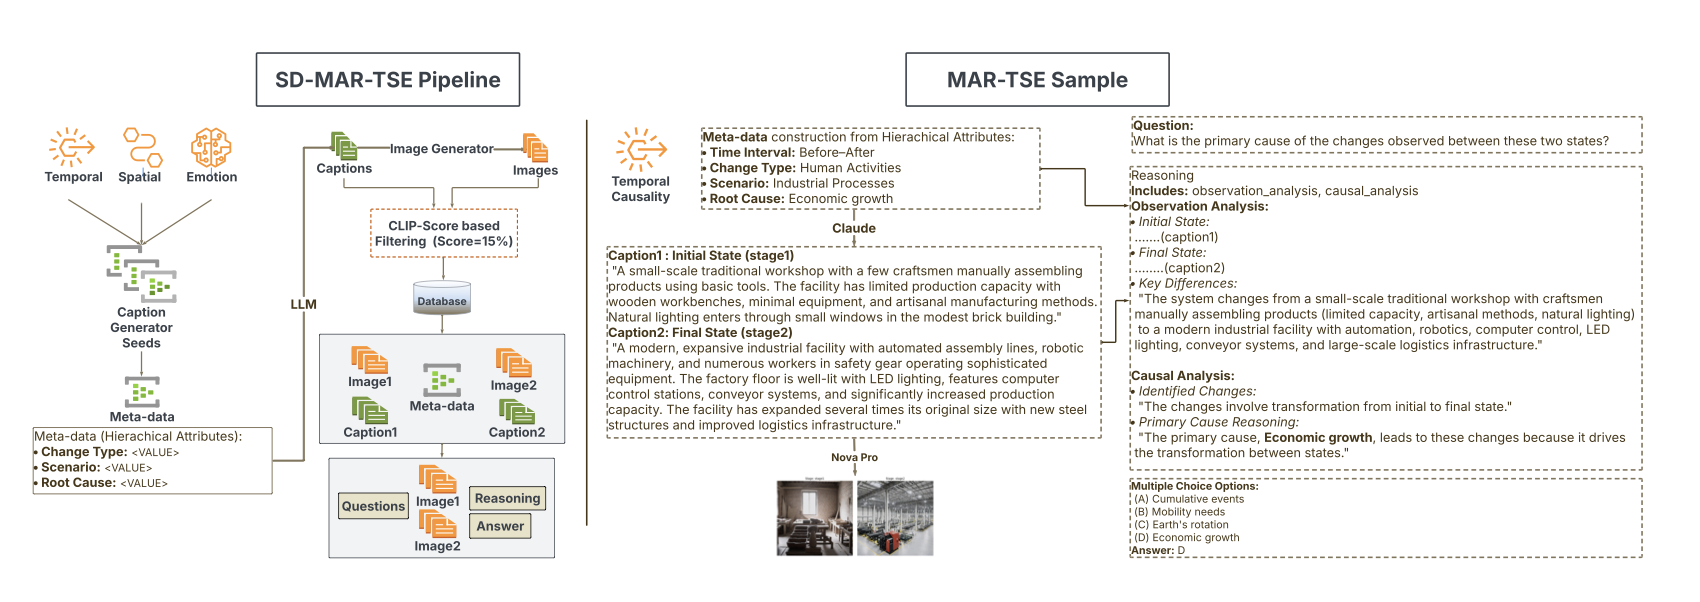 SD-MAR-TSE Pipeline
Temporal
Spatial
Emotion
Caption
Generator
Seeds
Meta-data
Meta-data (Hierachical Attributes):
• Change Type: <VALUE>
• Scenario: <VALUE>
• Root Cause: <VALUE>
LLM
Captions
Image Generator
Images
CLIP-Score based
Filtering (Score=15%)
Database
Image1
Image2
Meta-data
Caption1
Caption2
Questions
Image1
Image2
Reasoning
Answer
MAR-TSE Sample
Temporal
Causality
Meta-data construction from Hierachical Attributes:
• Time Interval: Before–After
• Change Type: Human Activities
• Scenario: Industrial Processes
• Root Cause: Economic growth
Claude
Caption1 : Initial State (stage1)
"A small-scale traditional workshop with a few craftsmen manually assembling
products using basic tools. The facility has limited production capacity with
wooden workbenches, minimal equipment, and artisanal manufacturing methods.
Natural lighting enters through small windows in the modest brick building."
Caption2: Final State (stage2)
"A modern, expansive industrial facility with automated assembly lines, robotic
machinery, and numerous workers in safety gear operating sophisticated
equipment. The factory floor is well-lit with LED lighting, features computer
control stations, conveyor systems, and significantly increased production
capacity. The facility has expanded several times its original size with new steel
structures and improved logistics infrastructure."
Nova Pro
Question:
What is the primary cause of the changes observed between these two states?
Reasoning
Includes: observation_analysis, causal_analysis
Observation Analysis:
• Initial State:
.......(caption1)
• Final State:
........(caption2)
• Key Differences:
"The system changes from a small-scale traditional workshop with craftsmen
manually assembling products (limited capacity, artisanal methods, natural lighting)
to a modern industrial facility with automation, robotics, computer control, LED
lighting, conveyor systems, and large-scale logistics infrastructure."
Causal Analysis:
• Identified Changes:
"The changes involve transformation from initial to final state."
• Primary Cause Reasoning:
"The primary cause, Economic growth, leads to these changes because it drives
the transformation between states."
Multiple Choice Options:
(A) Cumulative events
(B) Mobility needs
(C) Earth's rotation
(D) Economic growth
Answer: D